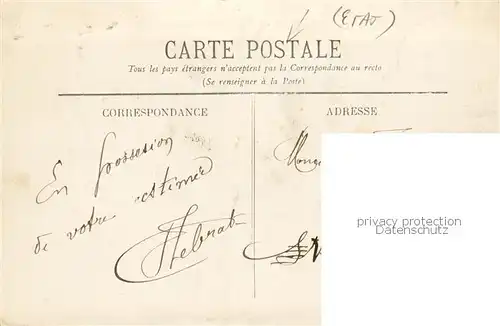 (ETAT)
CARTE POSTALE
Tous les pays étrangers n'acceptent pas la Correspondance au recto
(Se renseigner à la Poste)
CORRESPONDANCE
ADRESSE
En possession
de votre estimée
privacy protection
Datenschutz